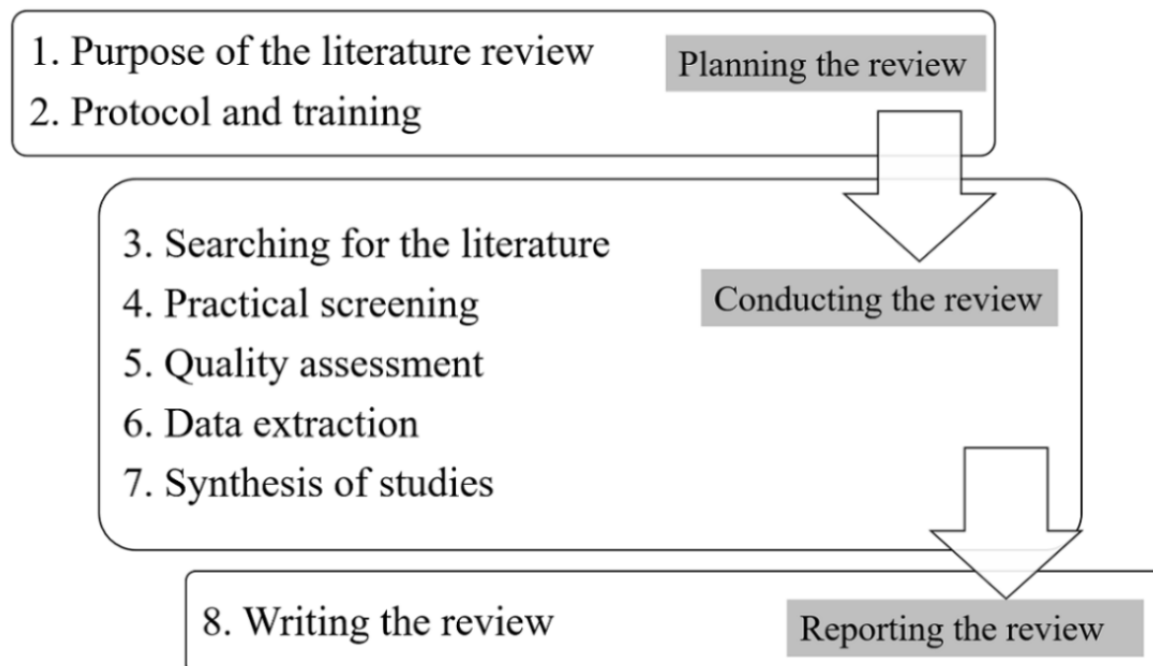 1. Purpose of the literature review
Planning the review
2. Protocol and training
3. Searching for the literature
4. Practical screening
Conducting the review
5. Quality assessment
6. Data extraction
7. Synthesis of studies
8. Writing the review
Reporting the review